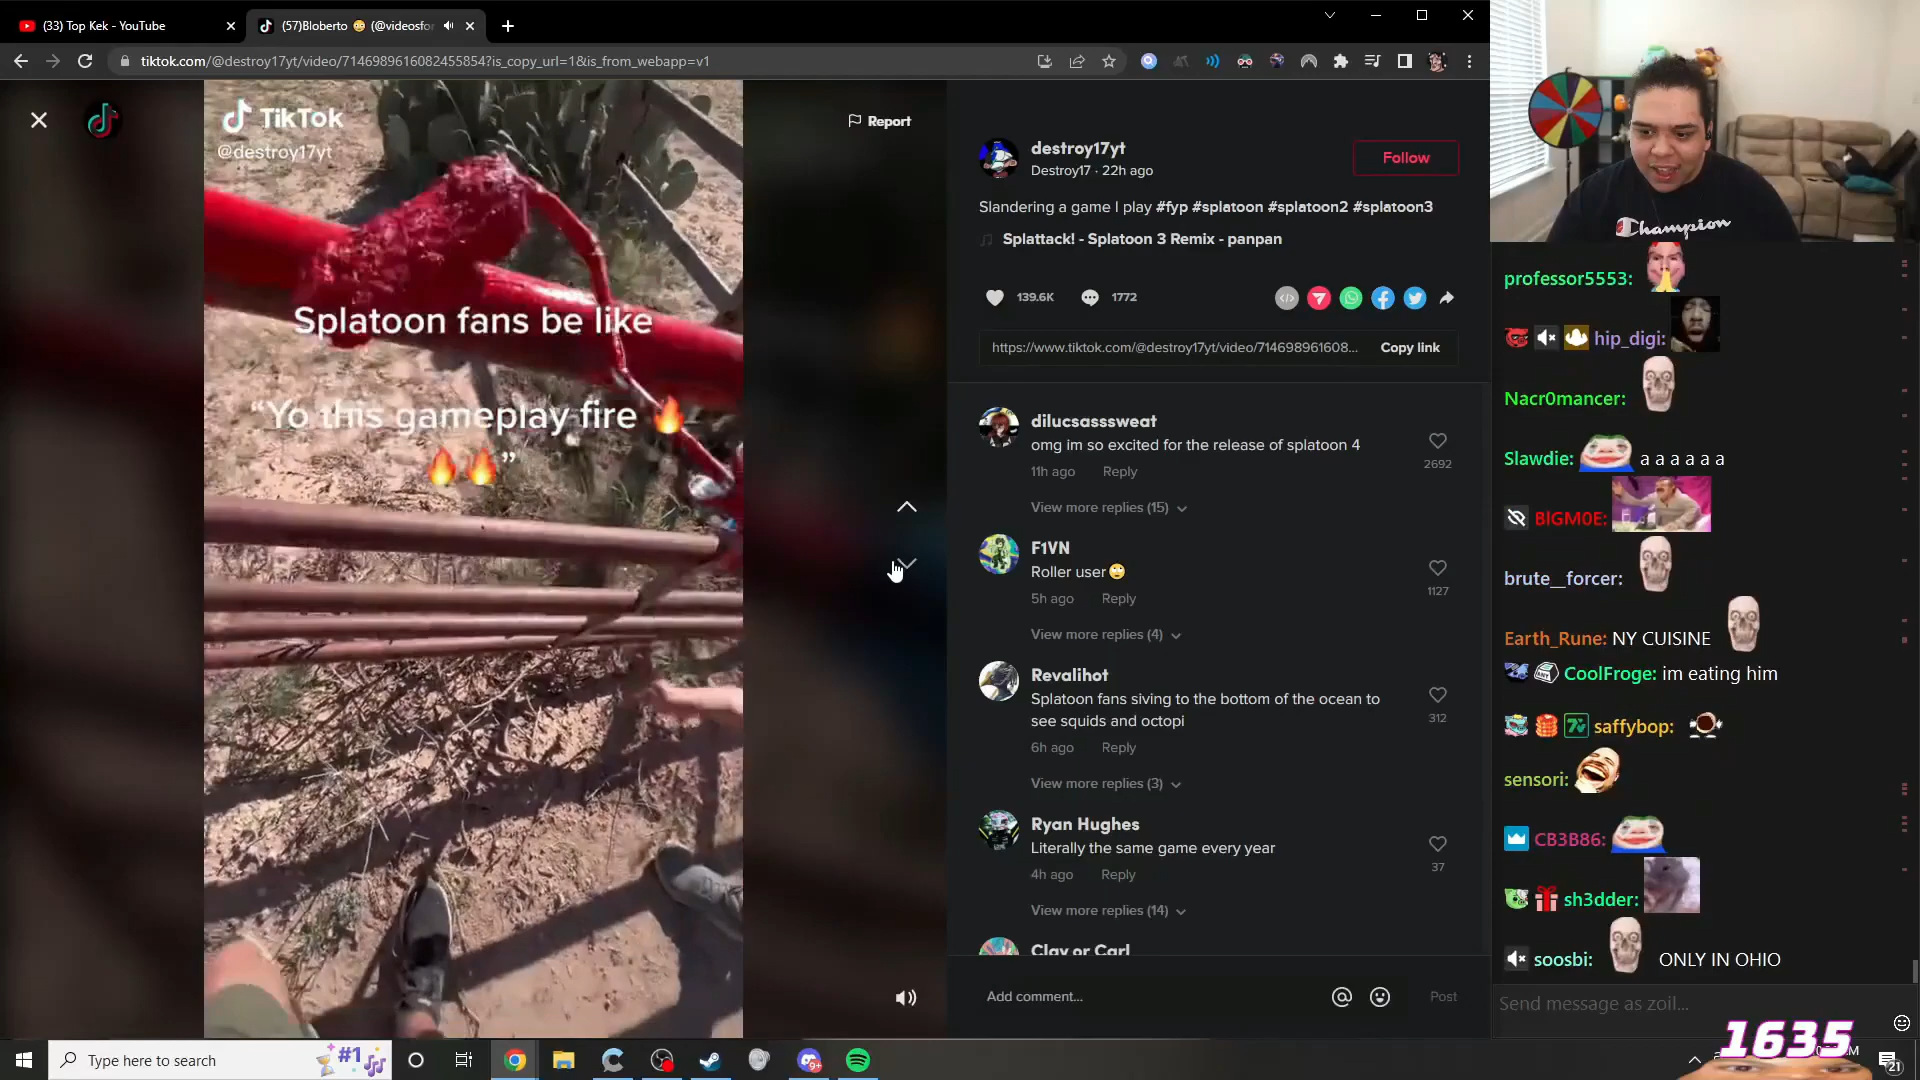 (33) Top Kek - YouTube
(57)Bloberto 😳 (@videosfo
tiktok.com/@destroy17yt/video/7146989616082455854?is_copy_url=1&is_from_webapp=v1
TikTok
@destroy17yt
Report
Splatoon fans be like
“Yo this gameplay fire 🔥
🔥🔥”
destroy17yt
Destroy17 · 22h ago
Follow
Slandering a game I play #fyp #splatoon #splatoon2 #splatoon3
Splattack! - Splatoon 3 Remix - panpan
139.6K
1772
https://www.tiktok.com/@destroy17yt/video/714698961608...
Copy link
dilucasssweat
omg im so excited for the release of splatoon 4
2692
11h ago Reply
View more replies (15)
F1VN
Roller user🙄
1127
5h ago Reply
View more replies (4)
Revalihot
Splatoon fans siving to the bottom of the ocean to
see squids and octopi
312
6h ago Reply
View more replies (3)
Ryan Hughes
Literally the same game every year
37
4h ago Reply
View more replies (14)
Clay or Carl
Add comment...
Post
Champion
professor5553:
hip_digi:
Nacr0mancer:
Slawdie: a a a a a a
BIGM0E:
brute__forcer:
Earth_Rune: NY CUISINE
CoolFroge: im eating him
saffybop:
sensori:
CB3B86:
sh3dder:
soosbi: ONLY IN OHIO
Send message as zoil...
Type here to search
#1
9+
1635
21